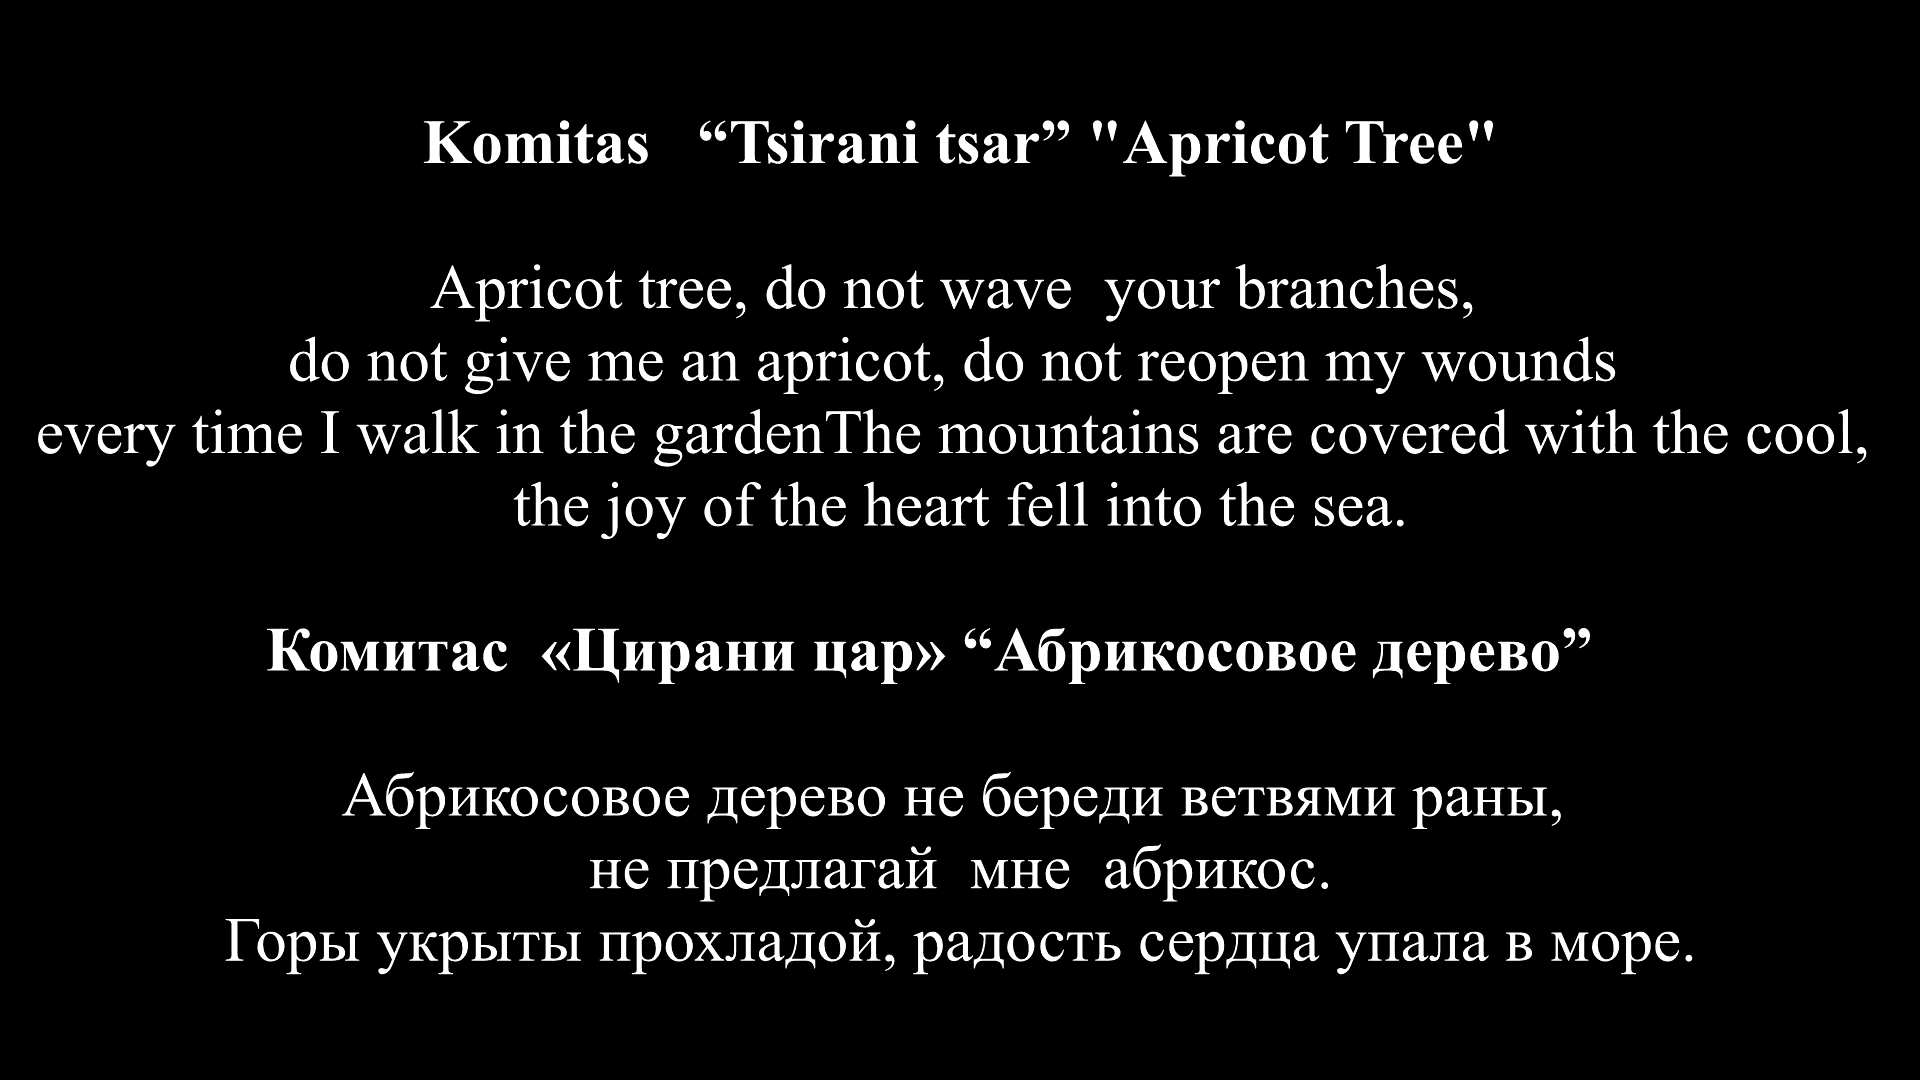 Komitas “Tsirani tsar” "Apricot Tree"
Apricot tree, do not wave your branches,
do not give me an apricot, do not reopen my wounds
every time I walk in the gardenThe mountains are covered with the cool,
the joy of the heart fell into the sea.
Комитас «Цирани цар» “Абрикосовое дерево”
Абрикосовое дерево не береди ветвями раны,
не предлагай мне абрикос.
Горы укрыты прохладой, радость сердца упала в море.